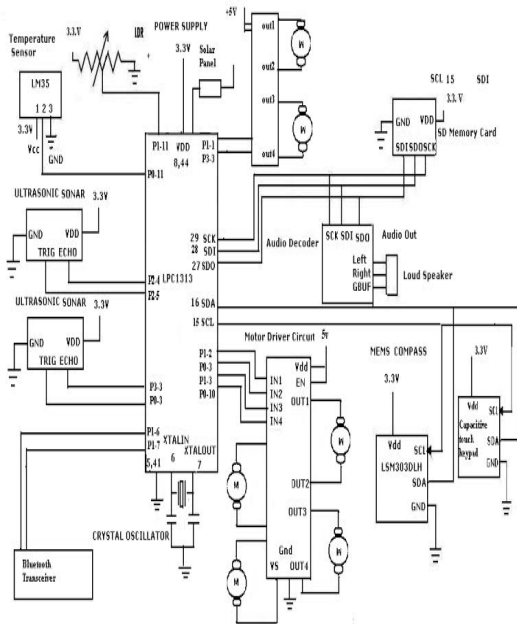 3.3.V
LDR
+
POWER SUPPLY
+5V
out1
M
out2
out3
M
out4
Temperature
Sensor
LM35
1 2 3
3.3V
Vcc
GND
3.3V
Solar
Panel
P1-11
VDD
8,44
P1-1
P3-3
P0-11
SCL 15 SDI
3.3.V
GND
VDD
SD Memory Card
SDISDOSCK
ULTRASONIC SONAR
3.3V
GND
VDD
TRIG ECHO
P2-4
P2-5
LPC1313
29 SCK
28 SDI
27 SDO
16 SDA
15 SCL
Audio Decoder
SCK SDI SDO
Audio Out
Left
Right
GBUF
Loud Speaker
ULTRASONIC SONAR
3.3V
GND
VDD
TRIG ECHO
P3-3
P0-3
P1-2
P0-3
P1-3
P0-10
Motor Driver Circuit
5v
Vdd
EN
IN1
IN2
IN3
IN4
OUT1
M
OUT2
OUT3
M
M
M
Gnd
VS
OUT4
MEMS COMPASS
3.3V
Vdd
SCL
LSM303DLH
SDA
GND
3.3V
Vdd
SCL
Capacitive
touch
keypad
SDA
GND
P1-6
P1-7
5,41
XTALIN
6
XTALOUT
7
CRYSTAL OSCILLATOR
Bluetooth
Transceiver